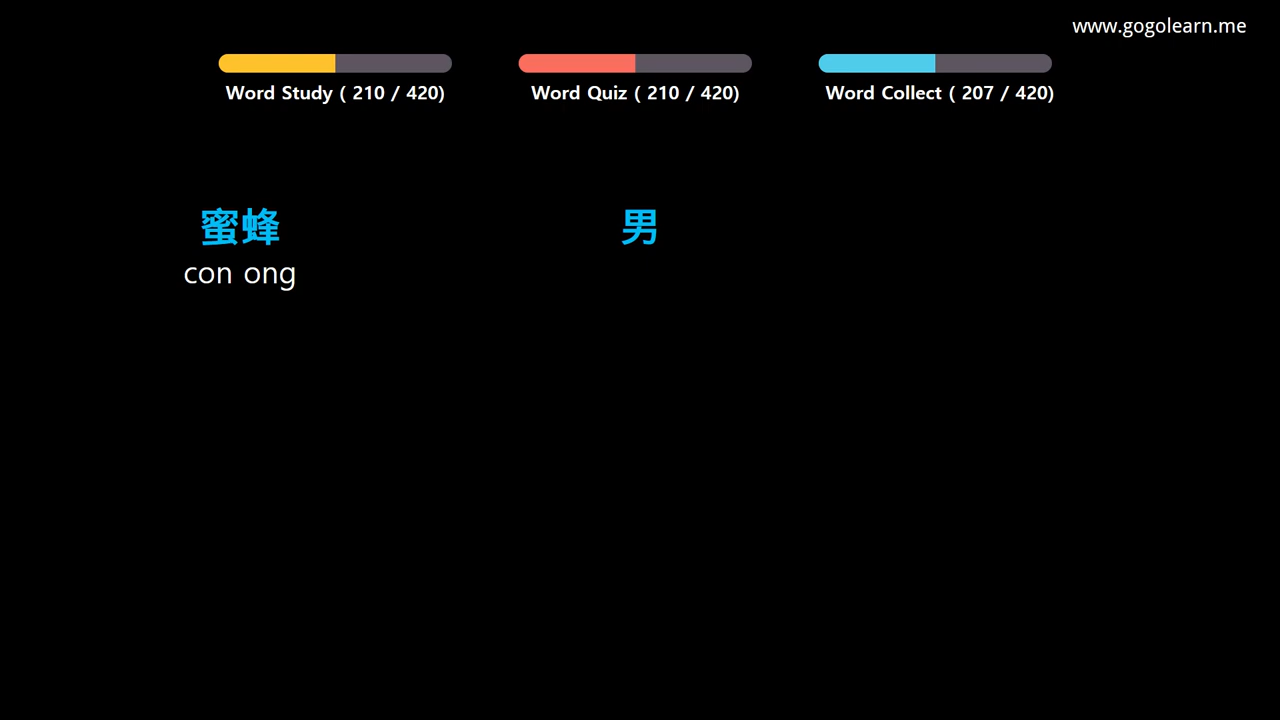 www.gogolearn.me
Word Study ( 210 / 420)
Word Quiz ( 210 / 420)
Word Collect ( 207 / 420)
蜜蜂
男
con ong